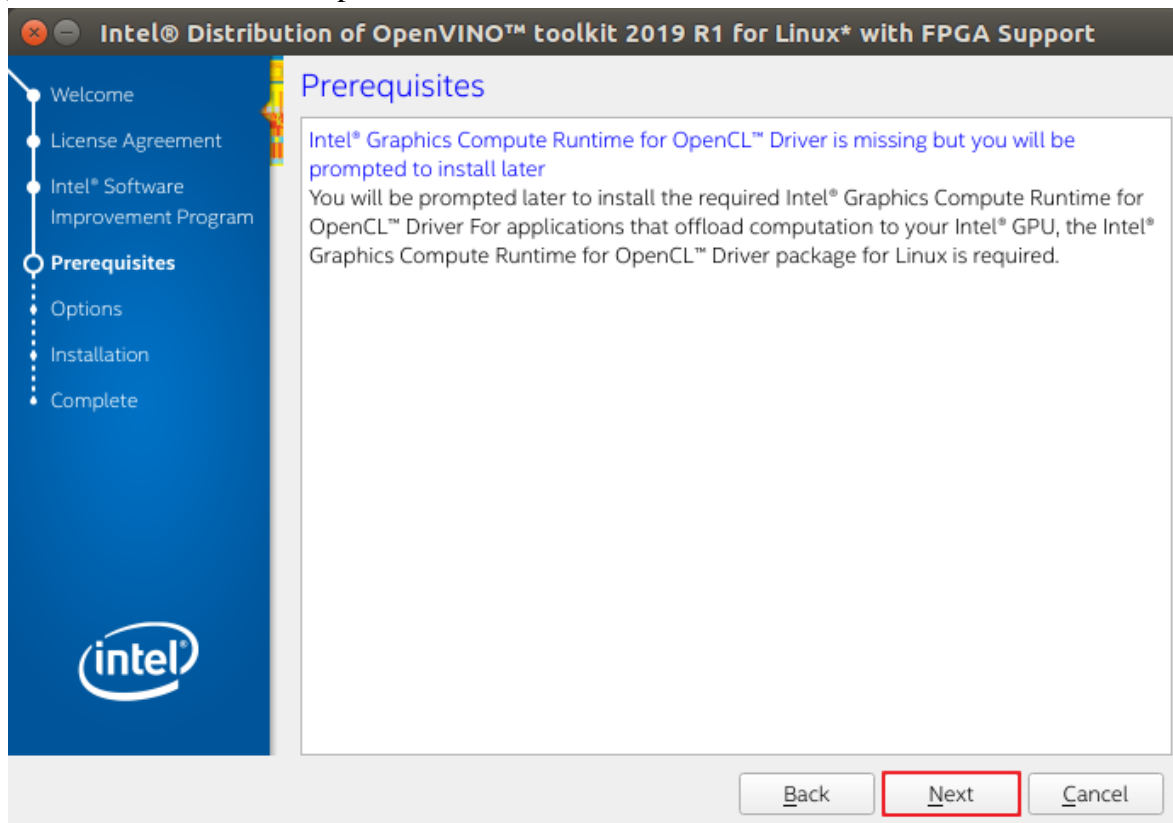 Intel® Distribution of OpenVINO™ toolkit 2019 R1 for Linux* with FPGA Support
Welcome
License Agreement
Intel® Software
Improvement Program
Prerequisites
Options
Installation
Complete
intel®
Prerequisites
Intel® Graphics Compute Runtime for OpenCL™ Driver is missing but you will be
prompted to install later
You will be prompted later to install the required Intel® Graphics Compute Runtime for
OpenCL™ Driver For applications that offload computation to your Intel® GPU, the Intel®
Graphics Compute Runtime for OpenCL™ Driver package for Linux is required.
Back
Next
Cancel